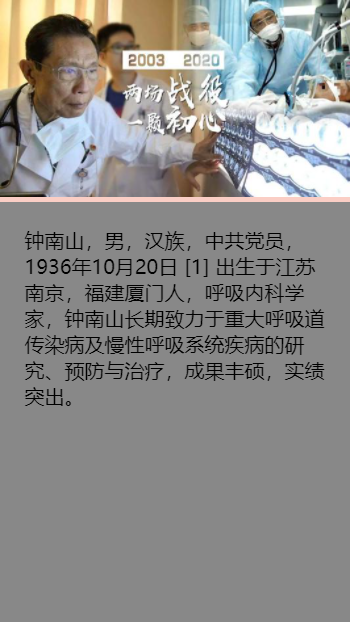 2003 2020
两场战役
一颗初心
钟南山，男，汉族，中共党员，
1936年10月20日 [1] 出生于江苏
南京，福建厦门人，呼吸内科学
家，钟南山长期致力于重大呼吸道
传染病及慢性呼吸系统疾病的研
究、预防与治疗，成果丰硕，实绩
突出。